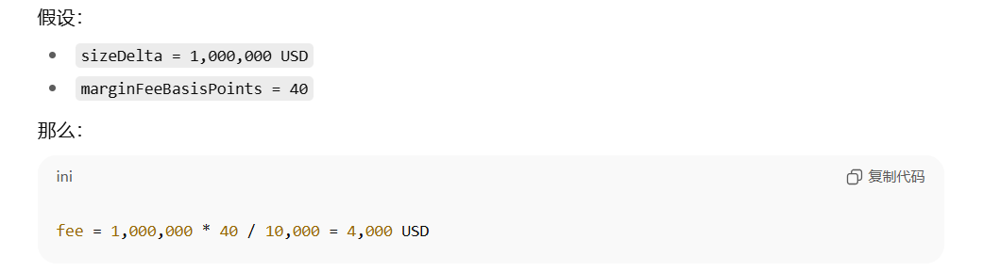 假设：
sizeDelta = 1,000,000 USD
marginFeeBasisPoints = 40
那么：
ini
复制代码
fee = 1,000,000 * 40 / 10,000 = 4,000 USD